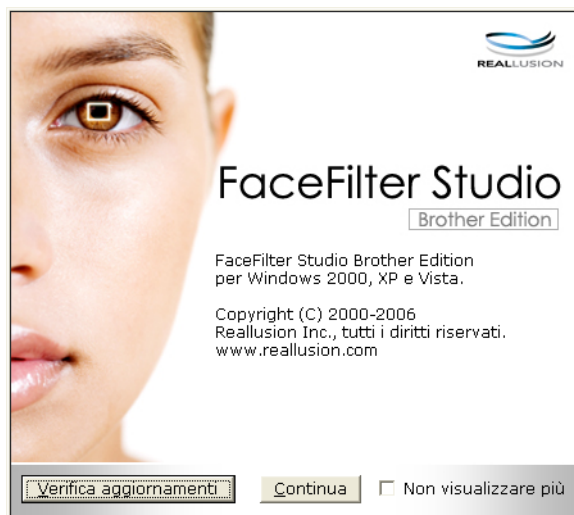 REALLUSION
FaceFilter Studio
Brother Edition
FaceFilter Studio Brother Edition
per Windows 2000, XP e Vista.
Copyright (C) 2000-2006
Reallusion Inc., tutti i diritti riservati.
www.reallusion.com
Verifica aggiornamenti
Continua
Non visualizzare più